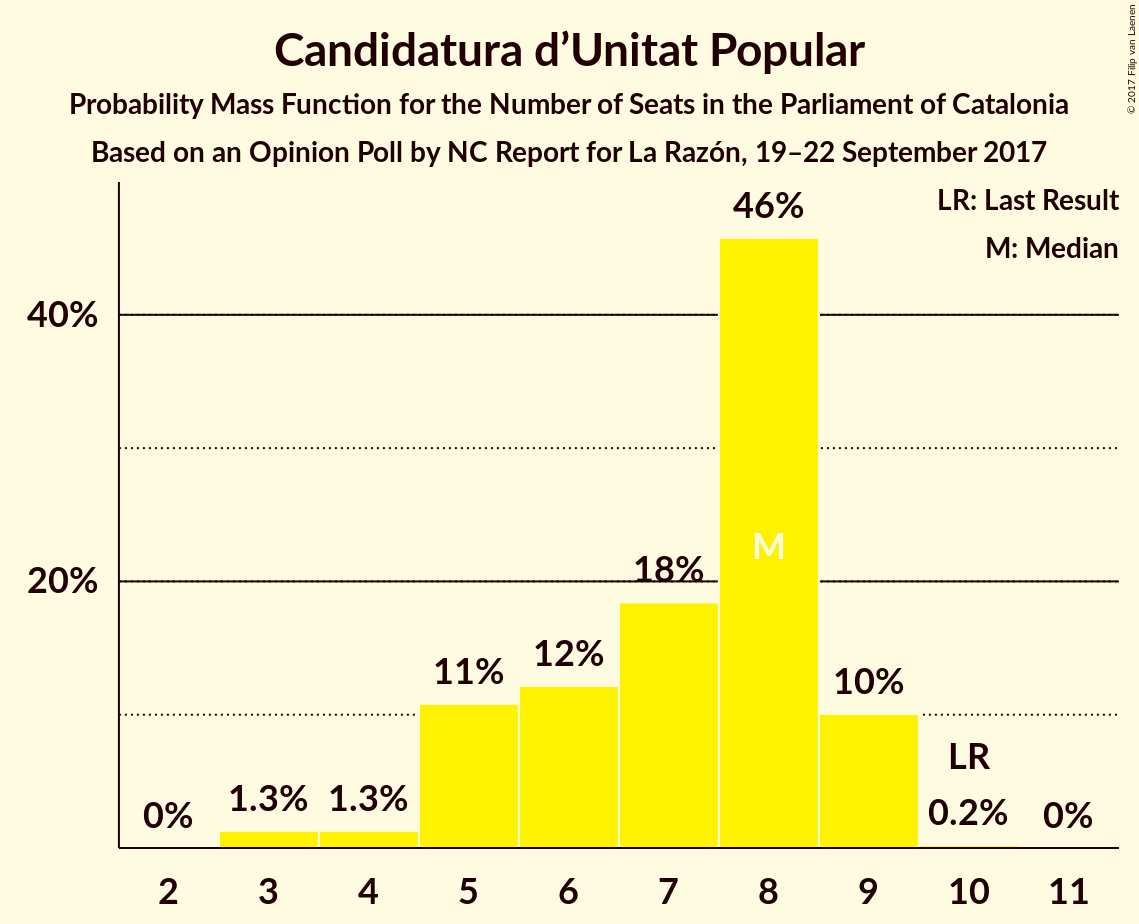 Candidatura d’Unitat Popular
Probability Mass Function for the Number of Seats in the Parliament of Catalonia
Based on an Opinion Poll by NC Report for La Razón, 19–22 September 2017
© 2017 Filip van Laenen
LR: Last Result
M: Median
46%
40%
M
18%
20%
12%
11%
10%
LR
1.3%
1.3%
0%
0.2%
0%
2
3
4
5
6
7
8
9
10
11